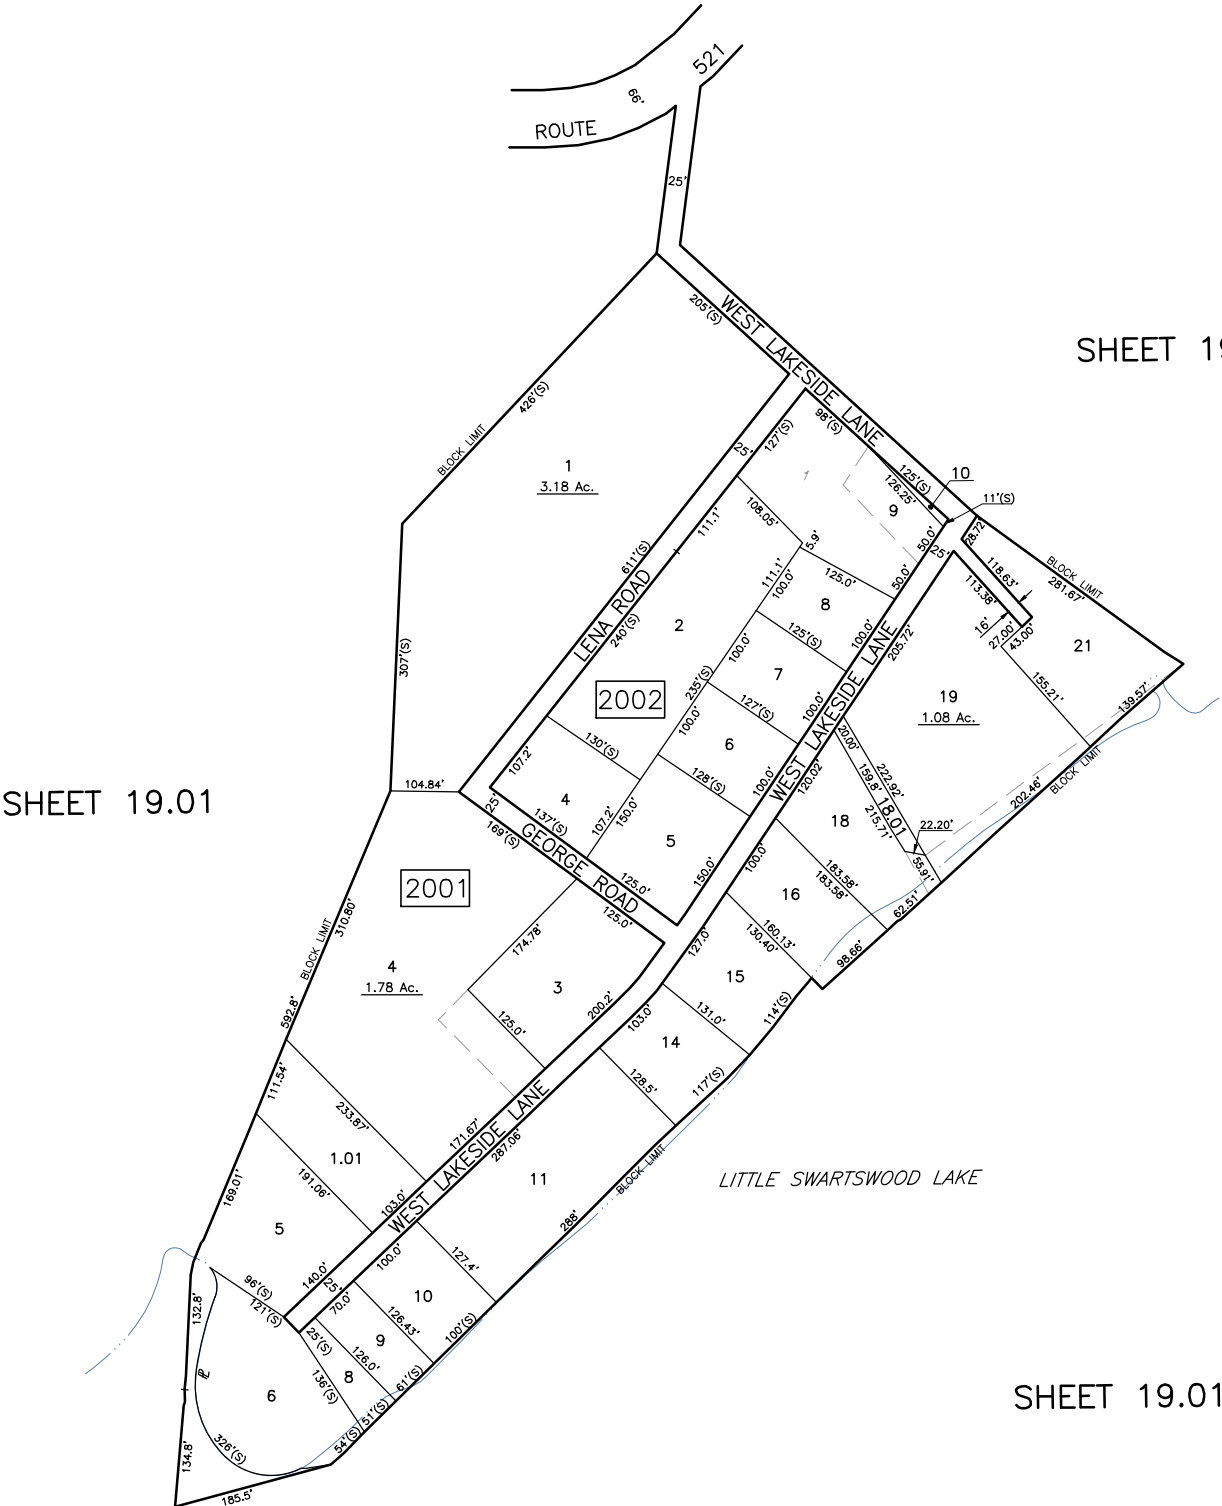 521
66'
ROUTE
25'
WEST LAKESIDE LANE
205'(S)
SHEET 19
426'(S)
BLOCK LIMIT
98'(S)
127'(S)
25'
1
3.18 Ac.
1
125'(S)
10
126.25'
9
11'(S)
108.05'
111.1'
5.9'
50.0'
25'
28.72'
118.63'
BLOCK LIMIT
281.67'
611'(S)
111.1'
100.0'
125.0'
50.0'
113.38'
LENA ROAD
240'(S)
8
16'
27.00'
43.00'
2
100.0'
125'(S)
100.0'
205.72'
21
307'(S)
7
155.21'
2002
235'(S)
127'(S)
100.0'
WEST LAKESIDE LANE
19
1.08 Ac.
139.57'
100.0'
6
20.00'
130'(S)
107.2'
128'(S)
100.0'
120.02'
222.92'
159.8'
202.46'
BLOCK LIMIT
104.84'
SHEET 19.01
4
25'
137'(S)
107.2'
150.0'
18.01
215.71'
18
22.20'
169'(S)
GEORGE ROAD
5
55.91'
2001
125.0'
150.0'
100.0'
183.58'
183.58'
62.51'
125.0'
16
310.80'
BLOCK LIMIT
174.78'
127.0'
160.13'
130.40'
98.66'
4
1.78 Ac.
3
15
592.8'
200.2'
131.0'
114'(S)
125.0'
103.0'
14
111.54'
128.5'
117'(S)
233.87'
171.67'
WEST LAKESIDE LANE
287.06'
1.01
BLOCK LIMIT
LITTLE SWARTSWOOD LAKE
191.06'
169.01'
11
103.0'
5
288'
140.0'
100.0'
127.4'
96'(S)
25'
121'(S)
70.0'
10
132.8'
126.43'
25'(S)
9
100'(S)
126.0'
PL
136'(S)
8
61'(S)
6
51'(S)
SHEET 19.01
54'(S)
326'(S)
134.8'
185.5'